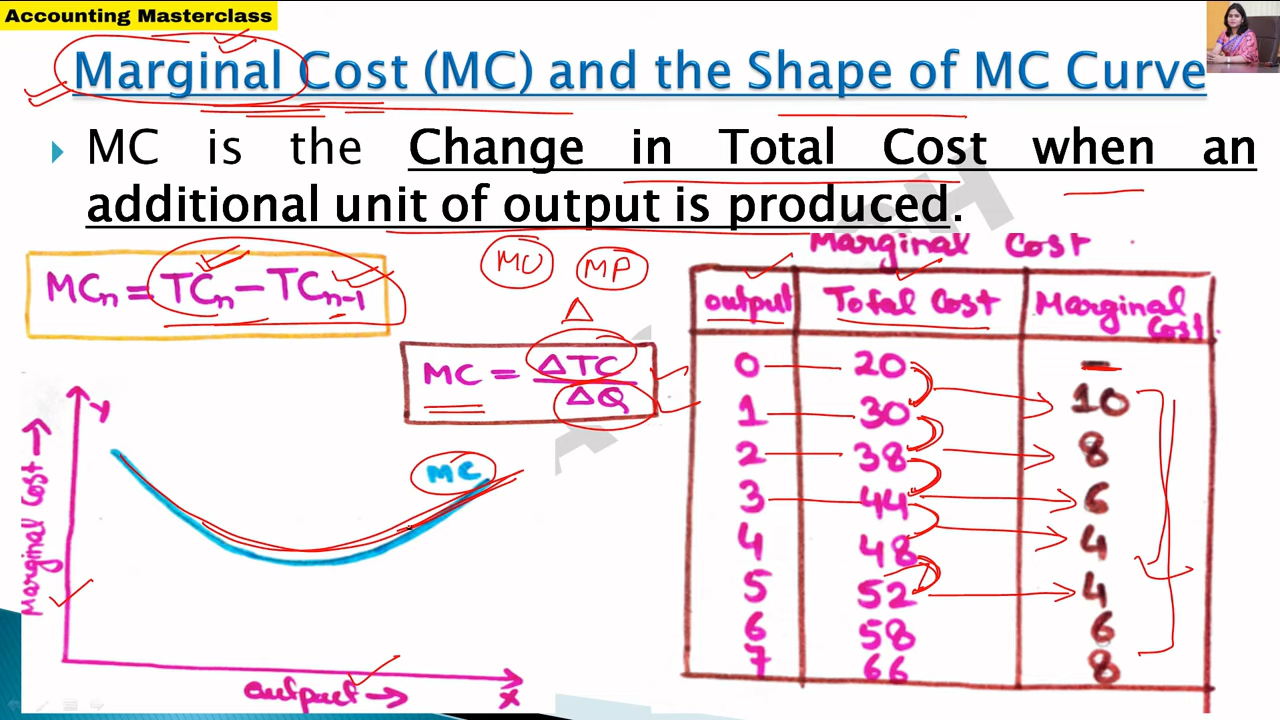 Accounting Masterclass
Marginal Cost (MC) and the Shape of MC Curve
MC is the Change in Total Cost when an
additional unit of output is produced.
MCn = TCn – TCn-1
MU MP
Δ
MC = ΔTC
ΔQ
Marginal Cost →
y
MC
output →
x
Marginal Cost
output Total Cost Marginal Cost
0 20 –
1 30 10
2 38 8
3 44 6
4 48 4
5 52 4
6 58 6
7 66 8